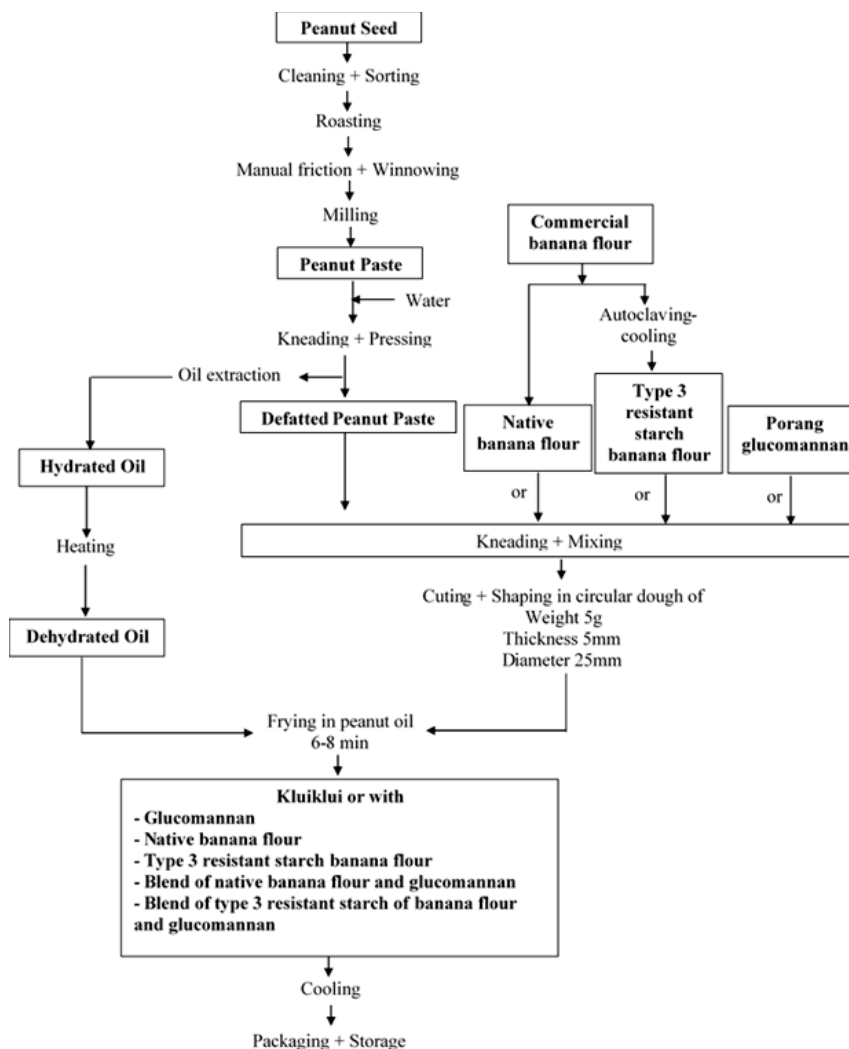 Peanut Seed
Cleaning + Sorting
Roasting
Manual friction + Winnowing
Milling
Peanut Paste
Water
Kneading + Pressing
Oil extraction
Defatted Peanut Paste
Hydrated Oil
Heating
Dehydrated Oil
Commercial
banana flour
Autoclaving-
cooling
Native
banana flour
Type 3
resistant
starch
banana flour
Porang
glucomannan
or
or
or
Kneading + Mixing
Cuting + Shaping in circular dough of
Weight 5g
Thickness 5mm
Diameter 25mm
Frying in peanut oil
6-8 min
Kluiklui or with
- Glucomannan
- Native banana flour
- Type 3 resistant starch banana flour
- Blend of native banana flour and glucomannan
- Blend of type 3 resistant starch of banana flour
and glucomannan
Cooling
Packaging + Storage